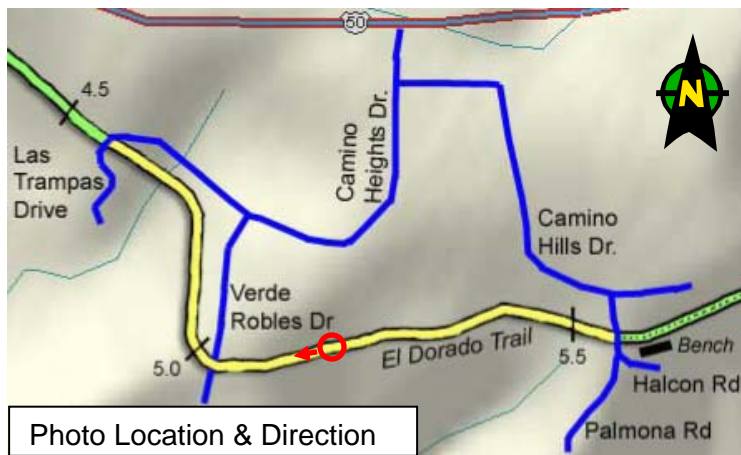 50
N
4.5
Las
Trampas
Drive
Camino
Heights Dr.
Camino
Hills Dr.
Verde
Robles Dr
5.0
El Dorado Trail
5.5
Bench
Halcon Rd
Palmona Rd
Photo Location & Direction